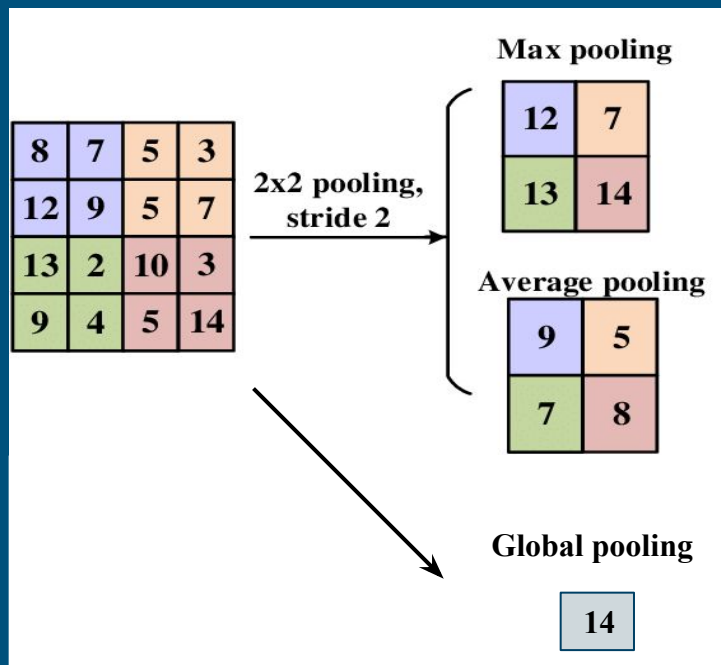 8 7 5 3
12 9 5 7
13 2 10 3
9 4 5 14
2x2 pooling,
stride 2
Max pooling
12 7
13 14
Average pooling
9 5
7 8
Global pooling
14